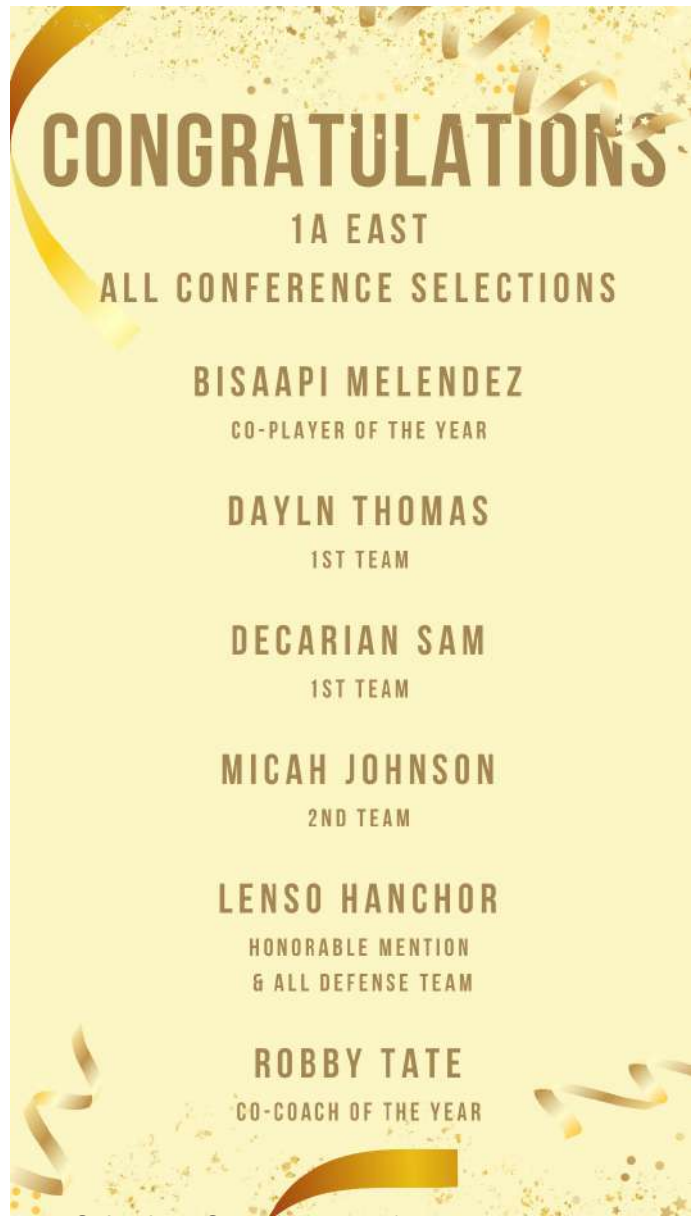 CONGRATULATIONS
1A EAST
ALL CONFERENCE SELECTIONS
BISAAPI MELENDEZ
CO-PLAYER OF THE YEAR
DAYLN THOMAS
1ST TEAM
DECARIAN SAM
1ST TEAM
MICAH JOHNSON
2ND TEAM
LENSO HANCHOR
HONORABLE MENTION
& ALL DEFENSE TEAM
ROBBY TATE
CO-COACH OF THE YEAR